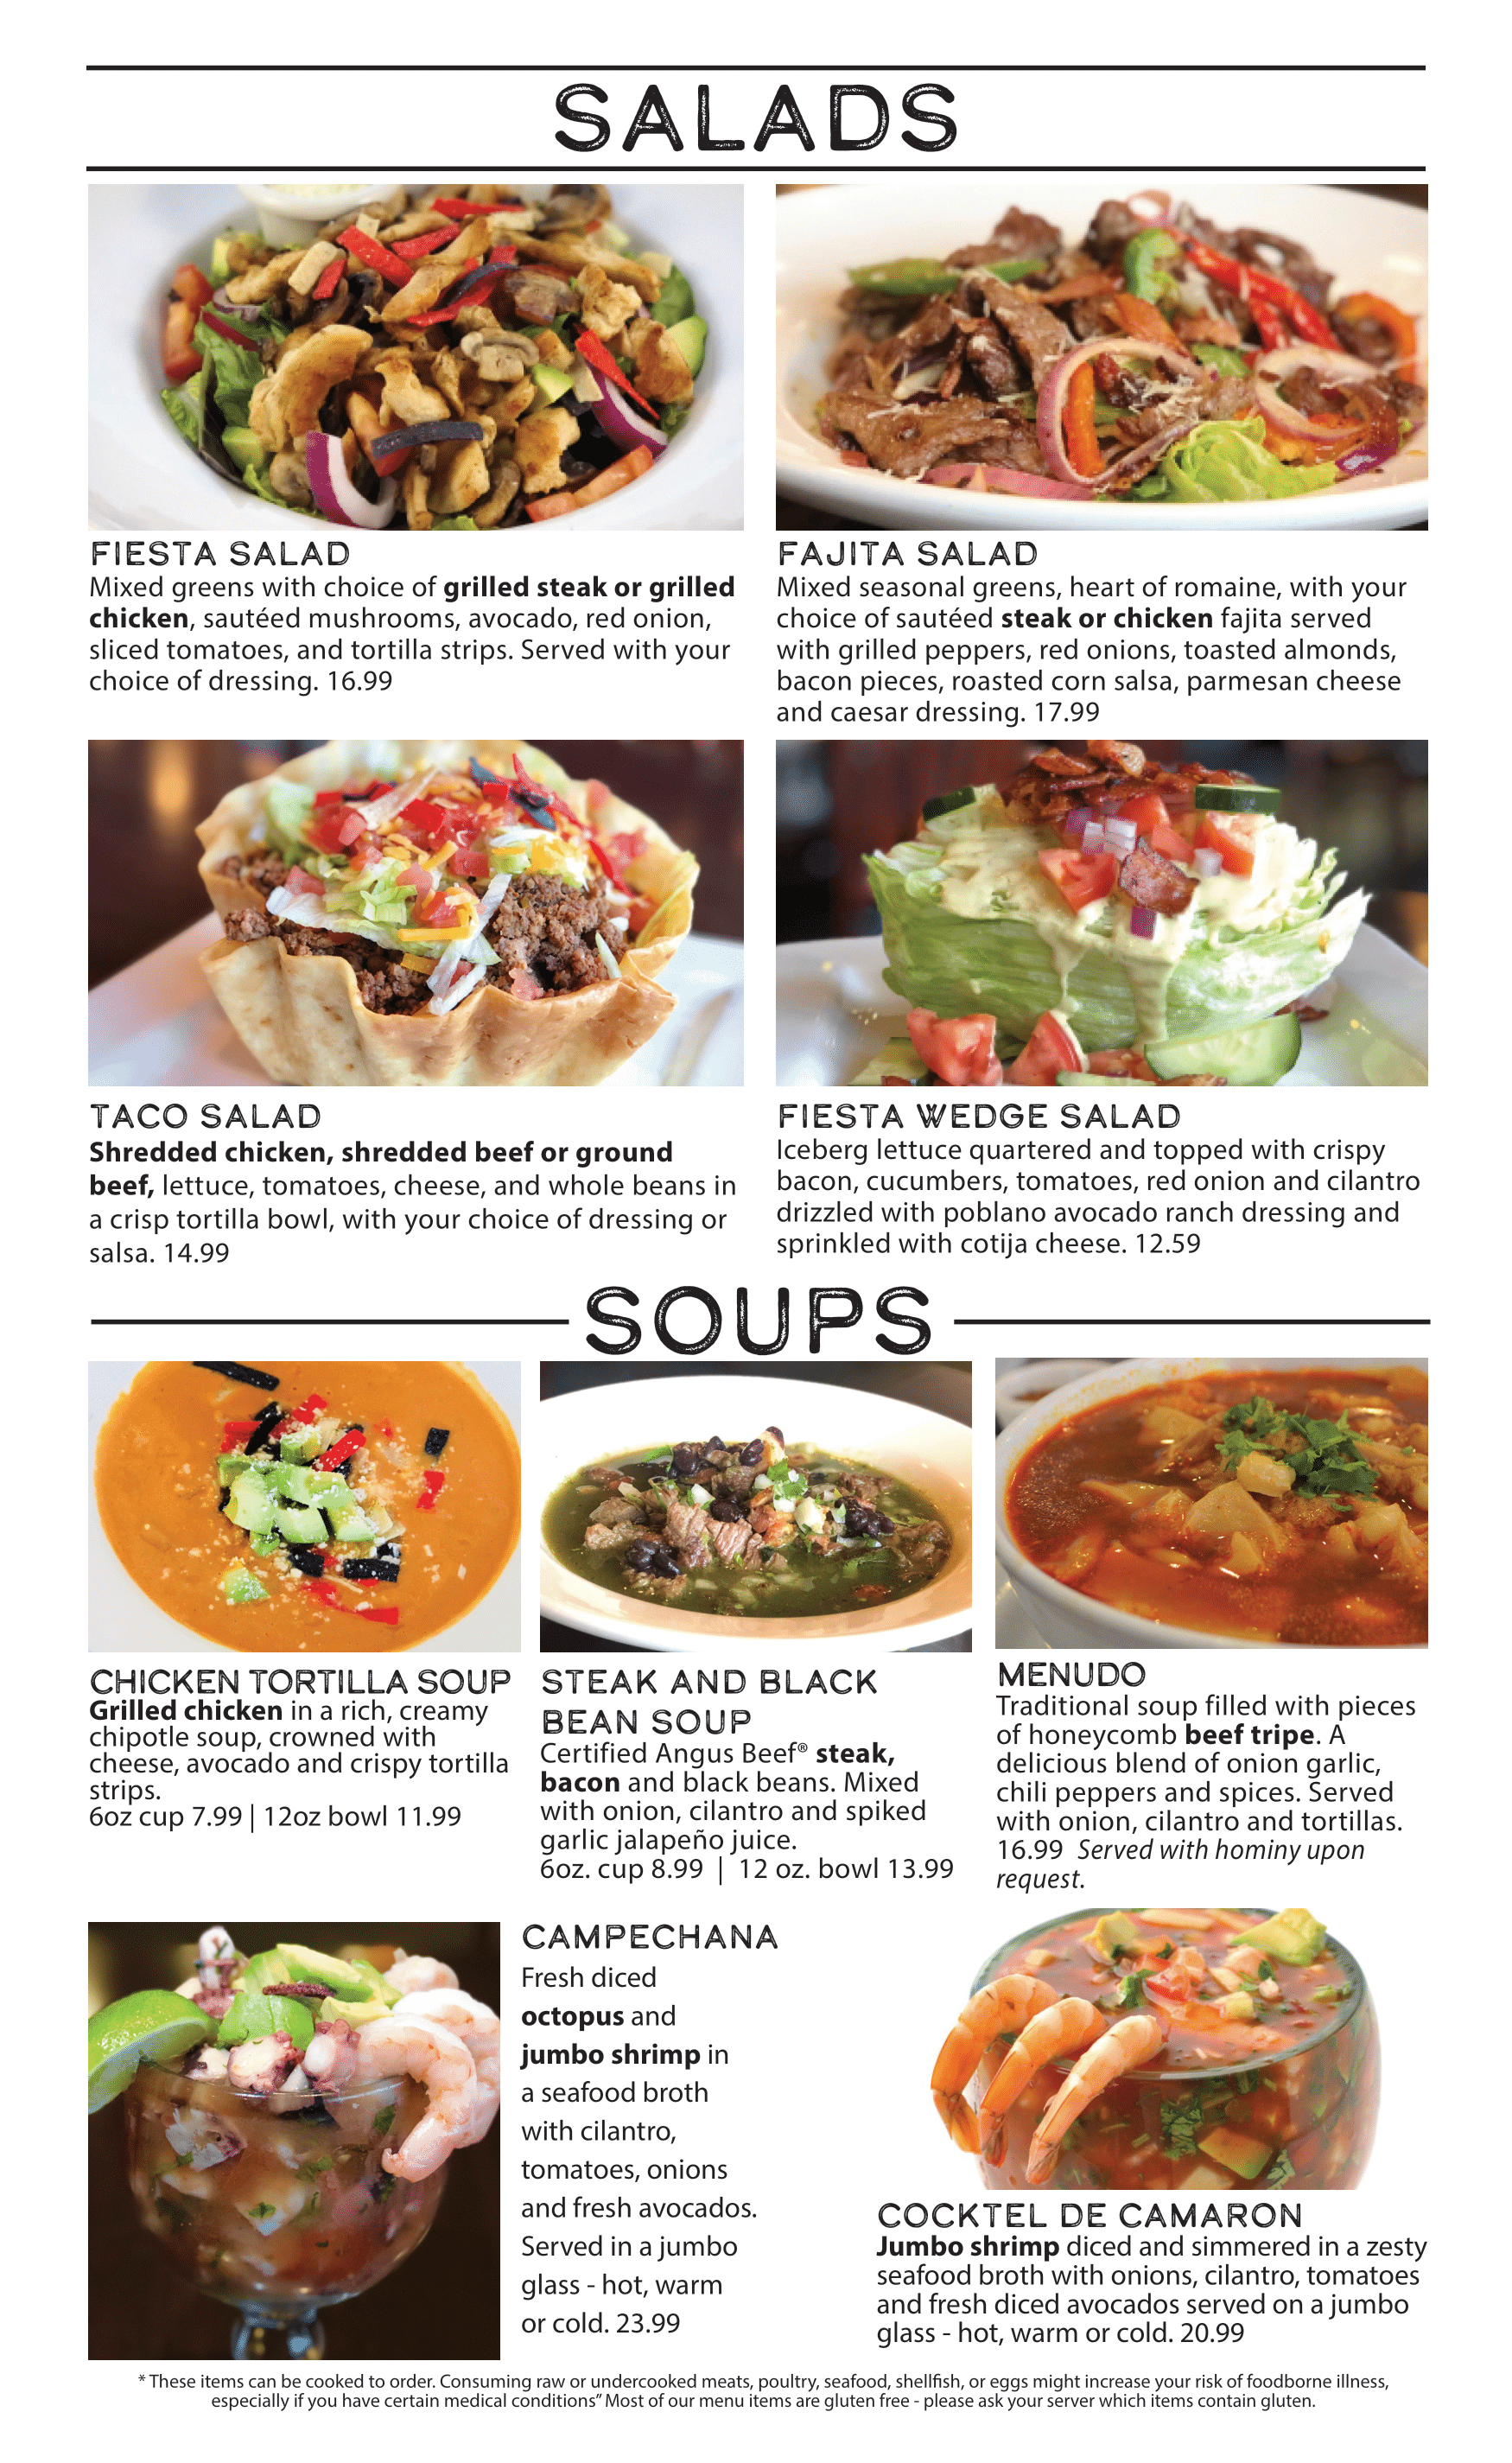 SALADS
FIESTA SALAD
Mixed greens with choice of grilled steak or grilled
chicken, sautéed mushrooms, avocado, red onion,
sliced tomatoes, and tortilla strips. Served with your
choice of dressing. 16.99
FAJITA SALAD
Mixed seasonal greens, heart of romaine, with your
choice of sautéed steak or chicken fajita served
with grilled peppers, red onions, toasted almonds,
bacon pieces, roasted corn salsa, parmesan cheese
and caesar dressing. 17.99
TACO SALAD
Shredded chicken, shredded beef or ground
beef, lettuce, tomatoes, cheese, and whole beans in
a crisp tortilla bowl, with your choice of dressing or
salsa. 14.99
FIESTA WEDGE SALAD
Iceberg lettuce quartered and topped with crispy
bacon, cucumbers, tomatoes, red onion and cilantro
drizzled with poblano avocado ranch dressing and
sprinkled with cotija cheese. 12.59
SOUPS
CHICKEN TORTILLA SOUP
Grilled chicken in a rich, creamy
chipotle soup, crowned with
cheese, avocado and crispy tortilla
strips.
6oz cup 7.99 | 12oz bowl 11.99
STEAK AND BLACK
BEAN SOUP
Certified Angus Beef® steak,
bacon and black beans. Mixed
with onion, cilantro and spiked
garlic jalapeño juice.
6oz. cup 8.99 | 12 oz. bowl 13.99
MENUDO
Traditional soup filled with pieces
of honeycomb beef tripe. A
delicious blend of onion garlic,
chili peppers and spices. Served
with onion, cilantro and tortillas.
16.99 Served with hominy upon
request.
CAMPECHANA
Fresh diced
octopus and
jumbo shrimp in
a seafood broth
with cilantro,
tomatoes, onions
and fresh avocados.
Served in a jumbo
glass - hot, warm
or cold. 23.99
COCKTEL DE CAMARON
Jumbo shrimp diced and simmered in a zesty
seafood broth with onions, cilantro, tomatoes
and fresh diced avocados served on a jumbo
glass - hot, warm or cold. 20.99
* These items can be cooked to order. Consuming raw or undercooked meats, poultry, seafood, shellfish, or eggs might increase your risk of foodborne illness,
especially if you have certain medical conditions” Most of our menu items are gluten free - please ask your server which items contain gluten.